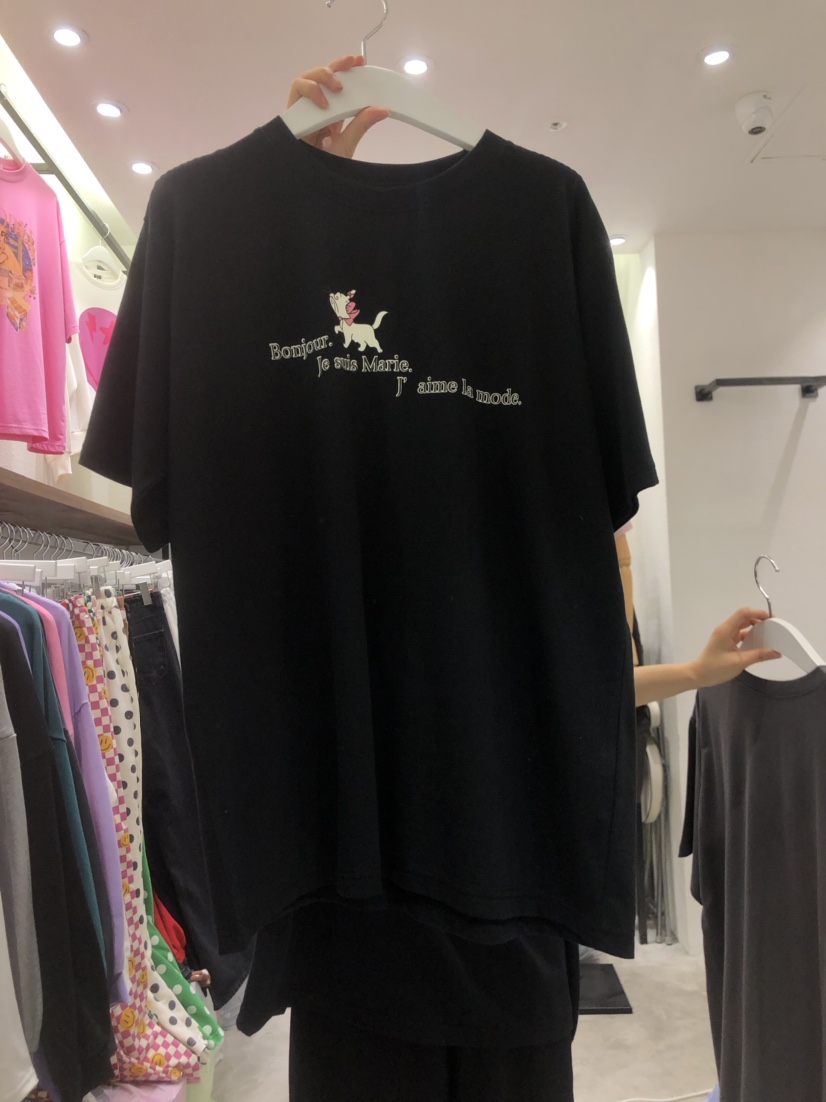 Bonjour.
Je suis Marie.
J' aime la mode.